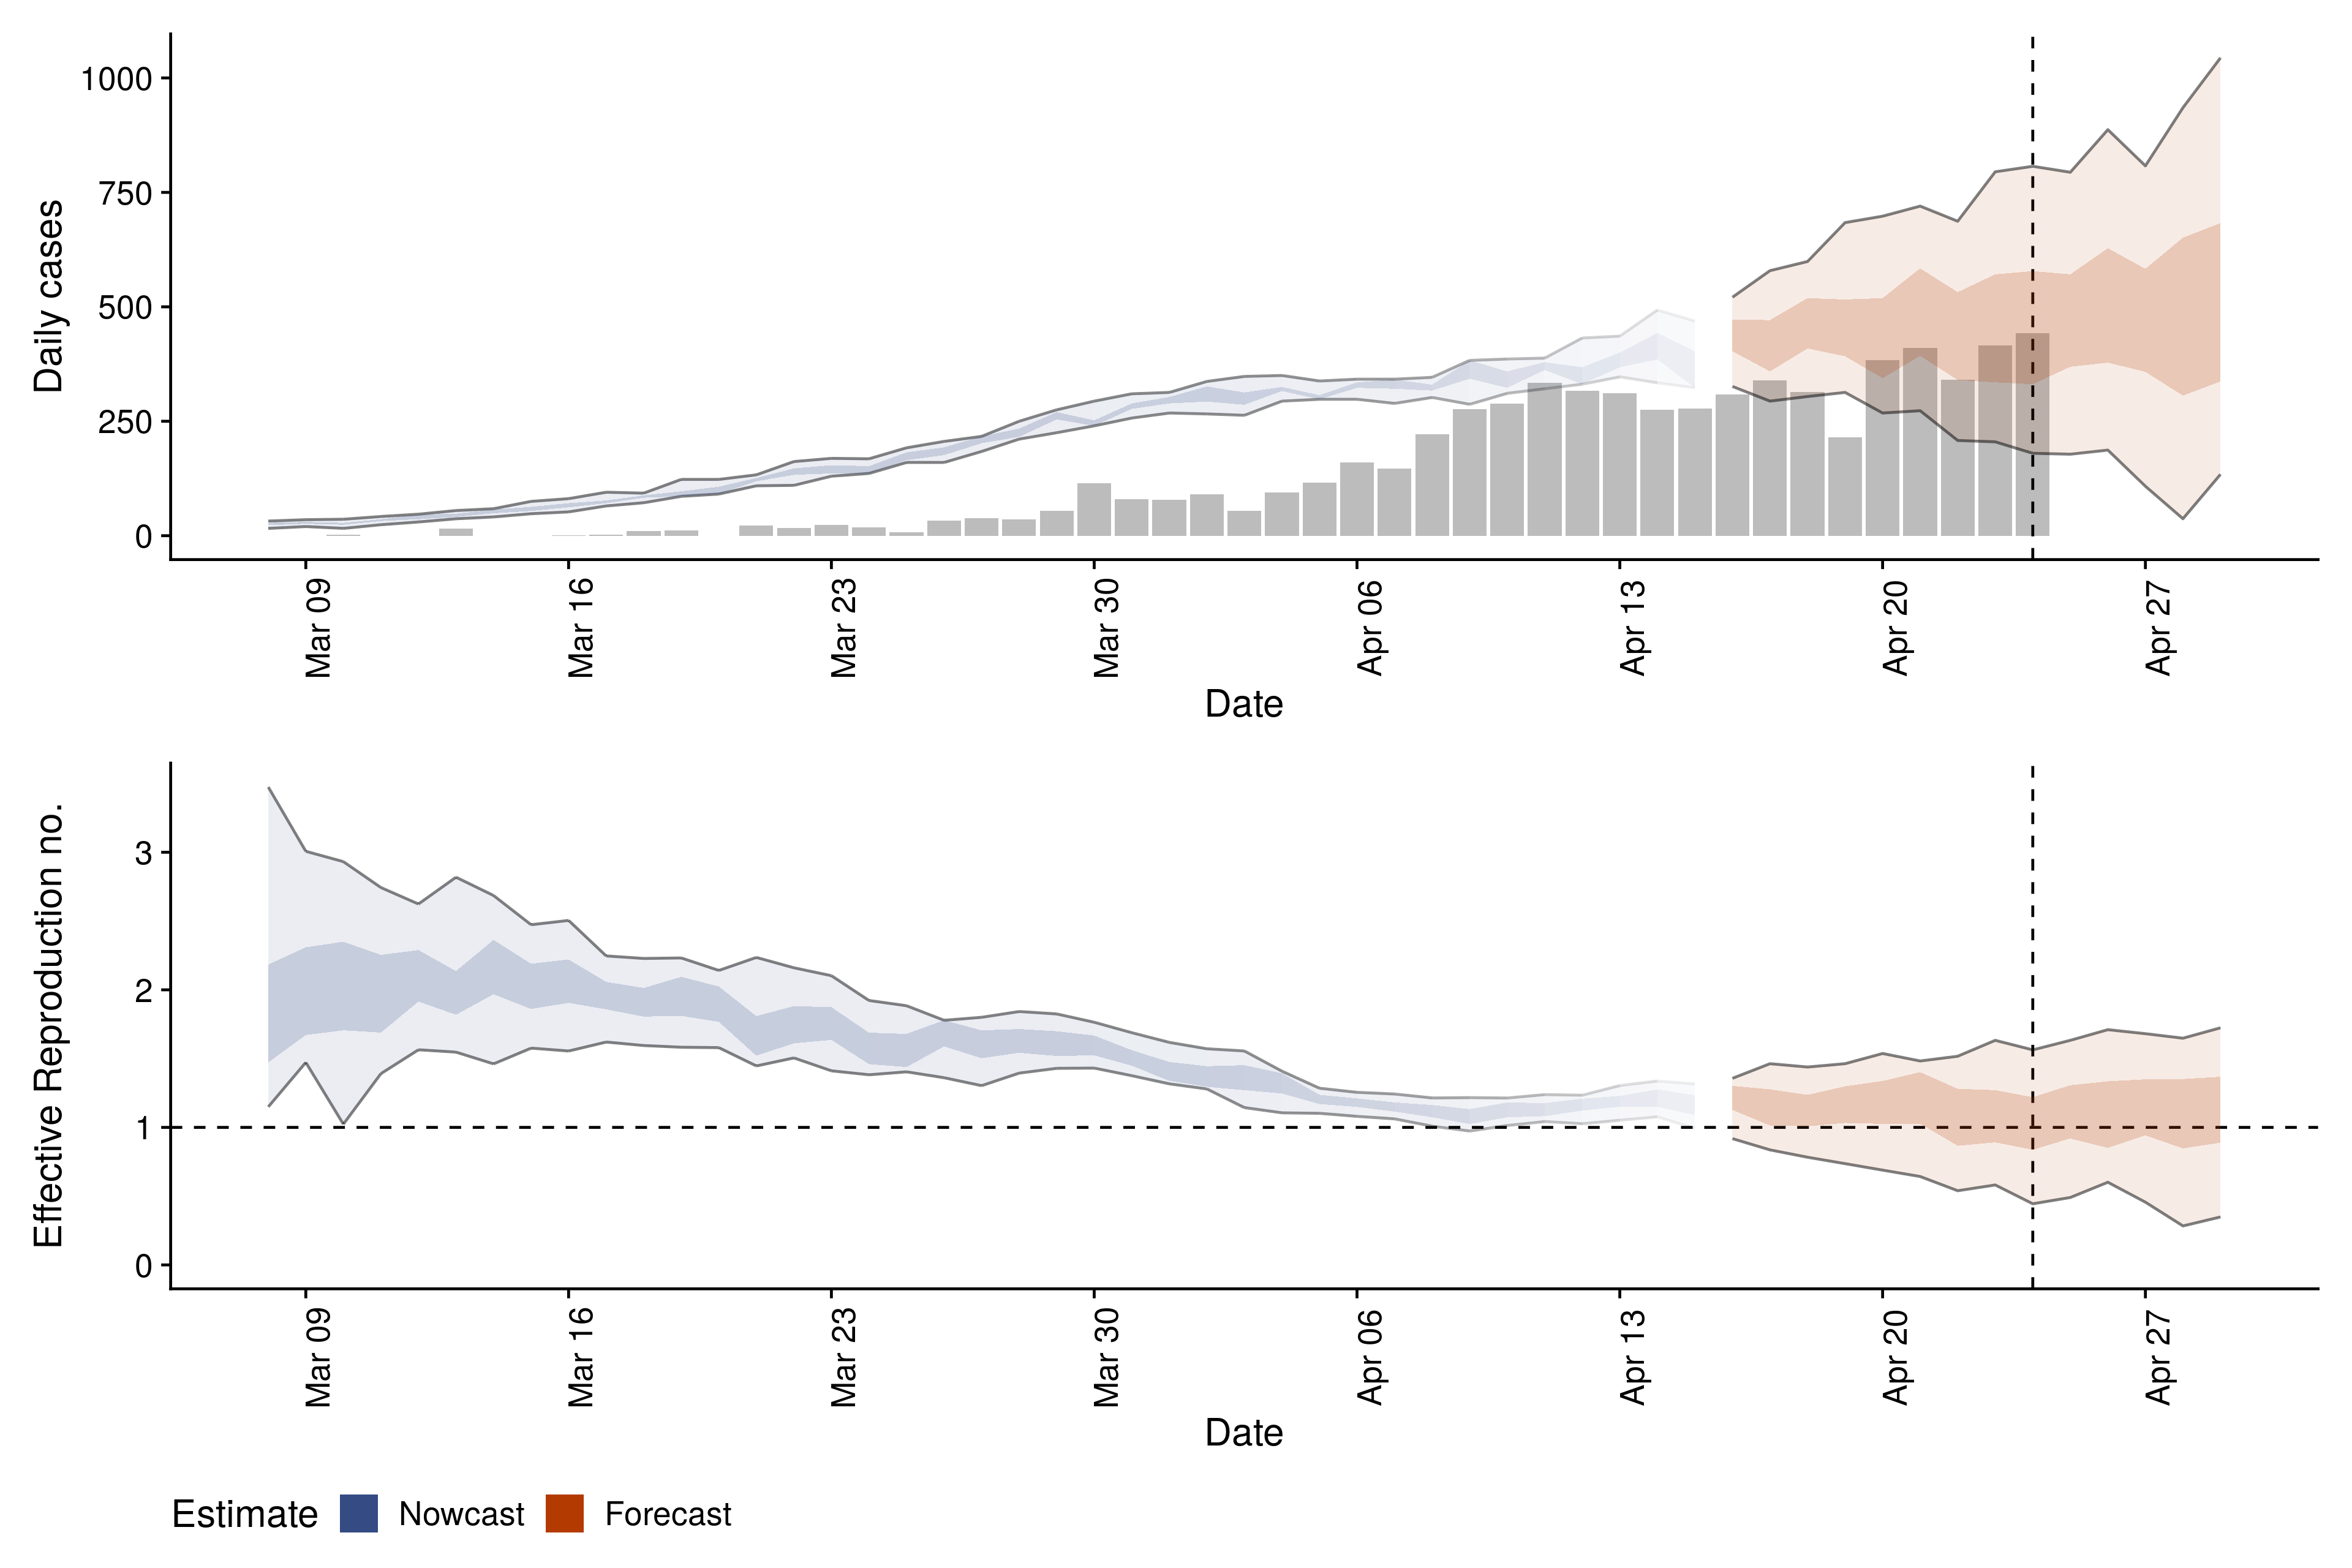 Daily cases
1000
750
500
250
0
Mar 09
Mar 16
Mar 23
Mar 30
Apr 06
Apr 13
Apr 20
Apr 27
Date
Effective Reproduction no.
3
2
1
0
Mar 09
Mar 16
Mar 23
Mar 30
Apr 06
Apr 13
Apr 20
Apr 27
Date
Estimate Nowcast Forecast